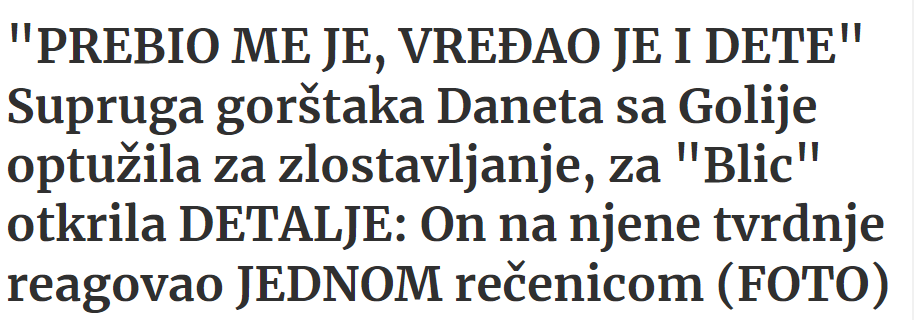 "PREBIO ME JE, VREĐAO JE I DETE"
Supruga gorštaka Daneta sa Golije
optužila za zlostavljanje, za "Blic"
otkrila DETALJE: On na njene tvrdnje
reagovao JEDNOM rečenicom (FOTO)